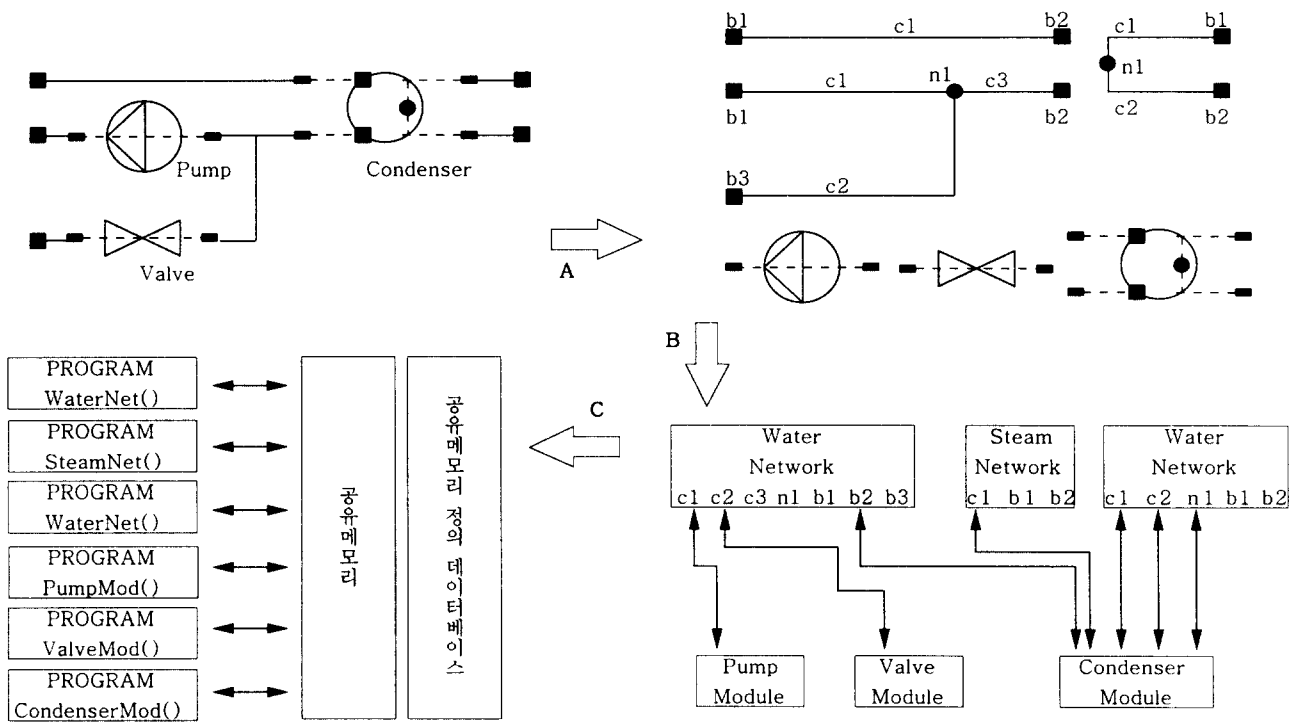 Pump
Condenser
Valve
A
b1
c1
b2
c1
b1
n1
c2
b2
b1
c1
n1
c3
b2
b3
c2
B
Water
Network
c1 c2 c3 n1 b1 b2 b3
Steam
Network
c1 b1 b2
Water
Network
c1 c2 n1 b1 b2
Pump
Module
Valve
Module
Condenser
Module
C
공유메모리 정의 데이터베이스
공유메모리
PROGRAM
WaterNet()
PROGRAM
SteamNet()
PROGRAM
WaterNet()
PROGRAM
PumpMod()
PROGRAM
ValveMod()
PROGRAM
CondenserMod()